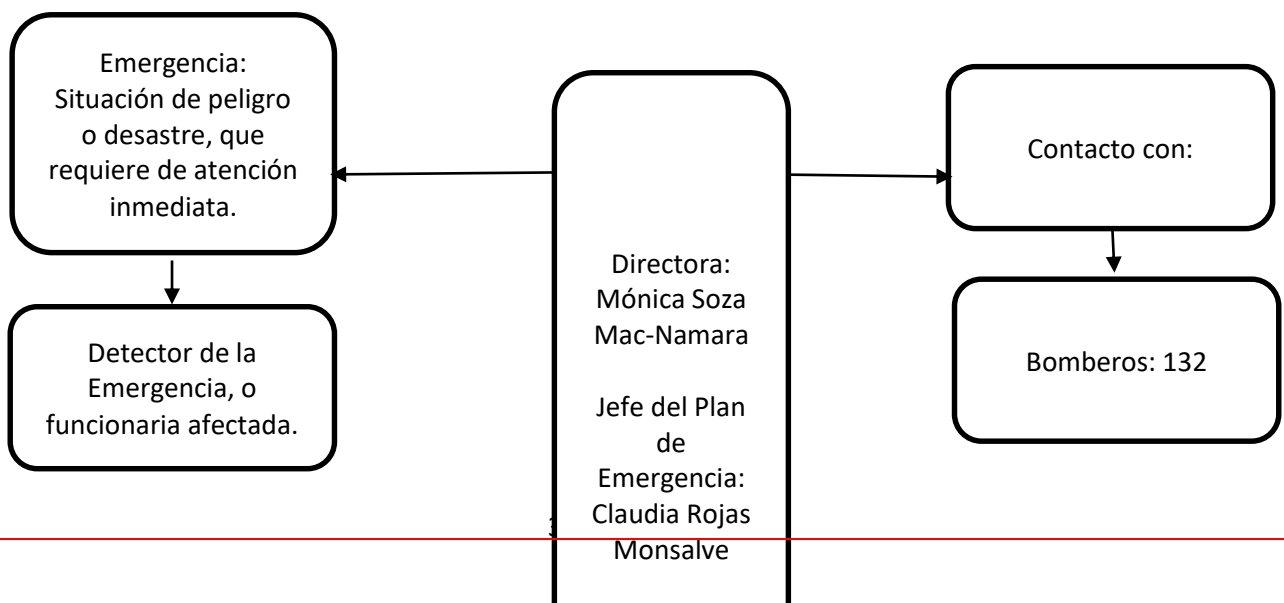 Emergencia:
Situación de peligro
o desastre, que
requiere de atención
inmediata.
Detector de la
Emergencia, o
funcionaria afectada.
Directora:
Mónica Soza
Mac-Namara
Jefe del Plan
de
Emergencia:
Claudia Rojas
Monsalve
Contacto con:
Bomberos: 132